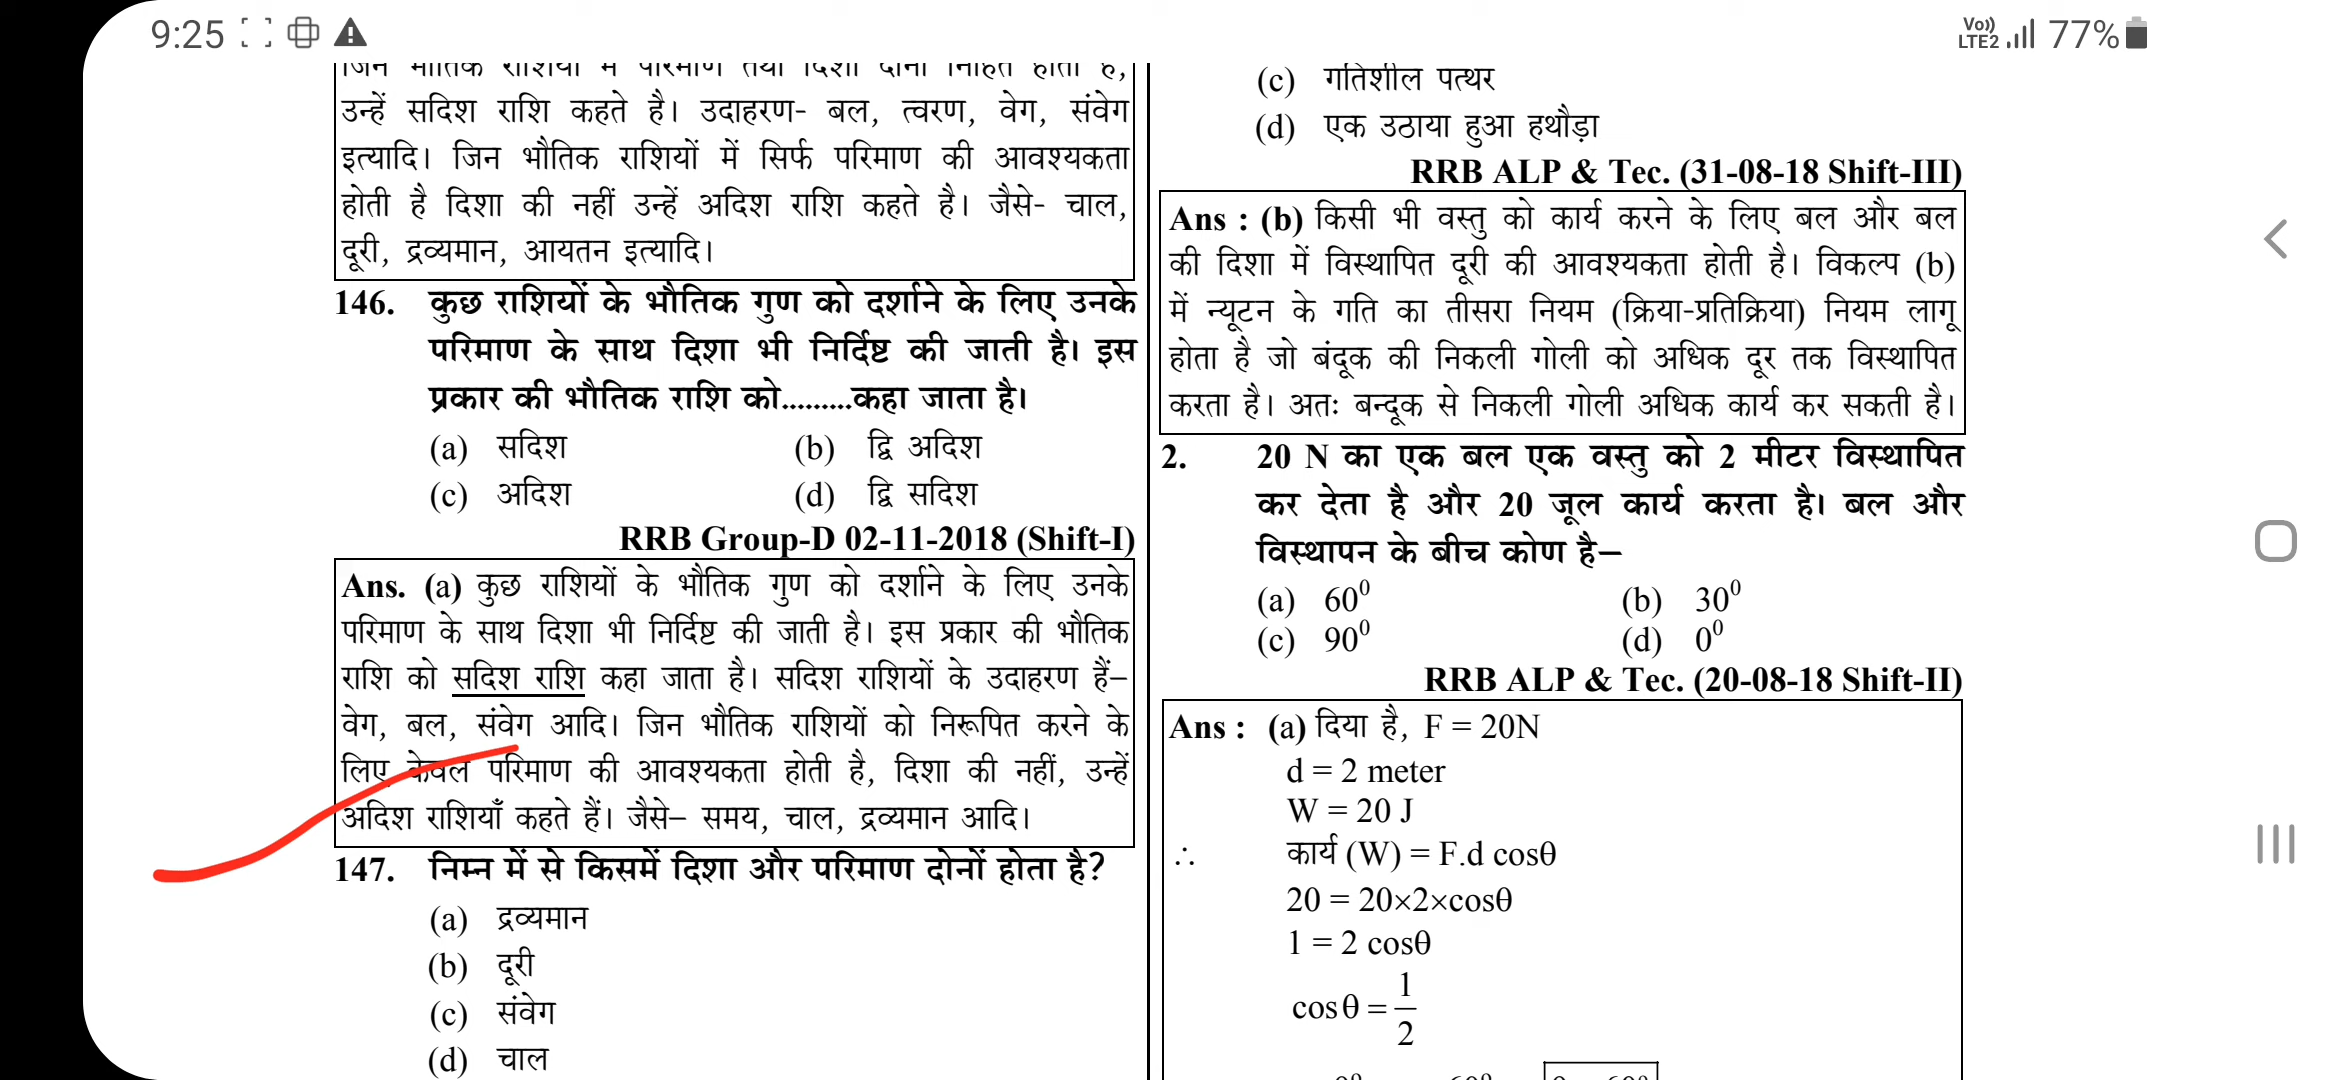 9:25
Vo))
LTE2 77%
जिन भौतिक राशियों में परिमाण तथा दिशा दोनों निहित होती है,
उन्हें सदिश राशि कहते है। उदाहरण- बल, त्वरण, वेग, संवेग
इत्यादि। जिन भौतिक राशियों में सिर्फ परिमाण की आवश्यकता
होती है दिशा की नहीं उन्हें अदिश राशि कहते है। जैसे- चाल,
दूरी, द्रव्यमान, आयतन इत्यादि।
146. कुछ राशियों के भौतिक गुण को दर्शाने के लिए उनके
परिमाण के साथ दिशा भी निर्दिष्ट की जाती है। इस
प्रकार की भौतिक राशि को.........कहा जाता है।
(a) सदिश (b) द्वि अदिश
(c) अदिश (d) द्वि सदिश
RRB Group-D 02-11-2018 (Shift-I)
Ans. (a) कुछ राशियों के भौतिक गुण को दर्शाने के लिए उनके
परिमाण के साथ दिशा भी निर्दिष्ट की जाती है। इस प्रकार की भौतिक
राशि को सदिश राशि कहा जाता है। सदिश राशियों के उदाहरण हैं–
वेग, बल, संवेग आदि। जिन भौतिक राशियों को निरूपित करने के
लिए केवल परिमाण की आवश्यकता होती है, दिशा की नहीं, उन्हें
अदिश राशियाँ कहते हैं। जैसे– समय, चाल, द्रव्यमान आदि।
147. निम्न में से किसमें दिशा और परिमाण दोनों होता है?
(a) द्रव्यमान
(b) दूरी
(c) संवेग
(d) चाल
(c) गतिशील पत्थर
(d) एक उठाया हुआ हथौड़ा
RRB ALP & Tec. (31-08-18 Shift-III)
Ans : (b) किसी भी वस्तु को कार्य करने के लिए बल और बल
की दिशा में विस्थापित दूरी की आवश्यकता होती है। विकल्प (b)
में न्यूटन के गति का तीसरा नियम (क्रिया-प्रतिक्रिया) नियम लागू
होता है जो बंदूक की निकली गोली को अधिक दूर तक विस्थापित
करता है। अतः बन्दूक से निकली गोली अधिक कार्य कर सकती है।
2. 20 N का एक बल एक वस्तु को 2 मीटर विस्थापित
कर देता है और 20 जूल कार्य करता है। बल और
विस्थापन के बीच कोण है–
(a) 60⁰ (b) 30⁰
(c) 90⁰ (d) 0⁰
RRB ALP & Tec. (20-08-18 Shift-II)
Ans : (a) दिया है, F = 20N
d = 2 meter
W = 20 J
∴ कार्य (W) = F.d cosθ
20 = 20×2×cosθ
1 = 2 cosθ
cosθ = 1/2